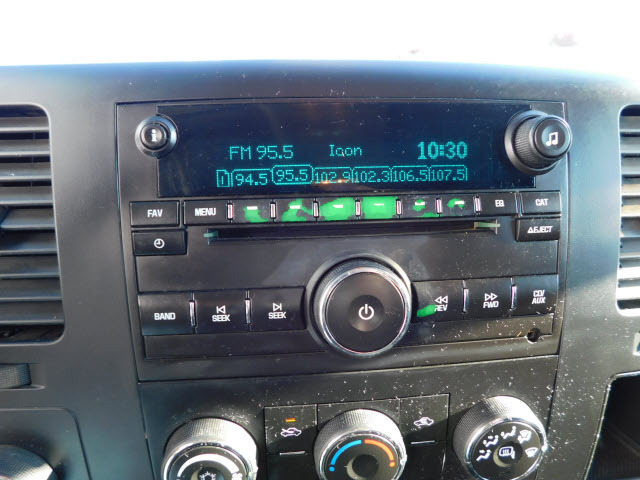 FM 95.5 Iqon 10:30
1 94.5 95.5 102.9 102.3 106.5 107.5
FAV MENU EQ CAT
EJECT
BAND SEEK SEEK REV FWD CD/AUX